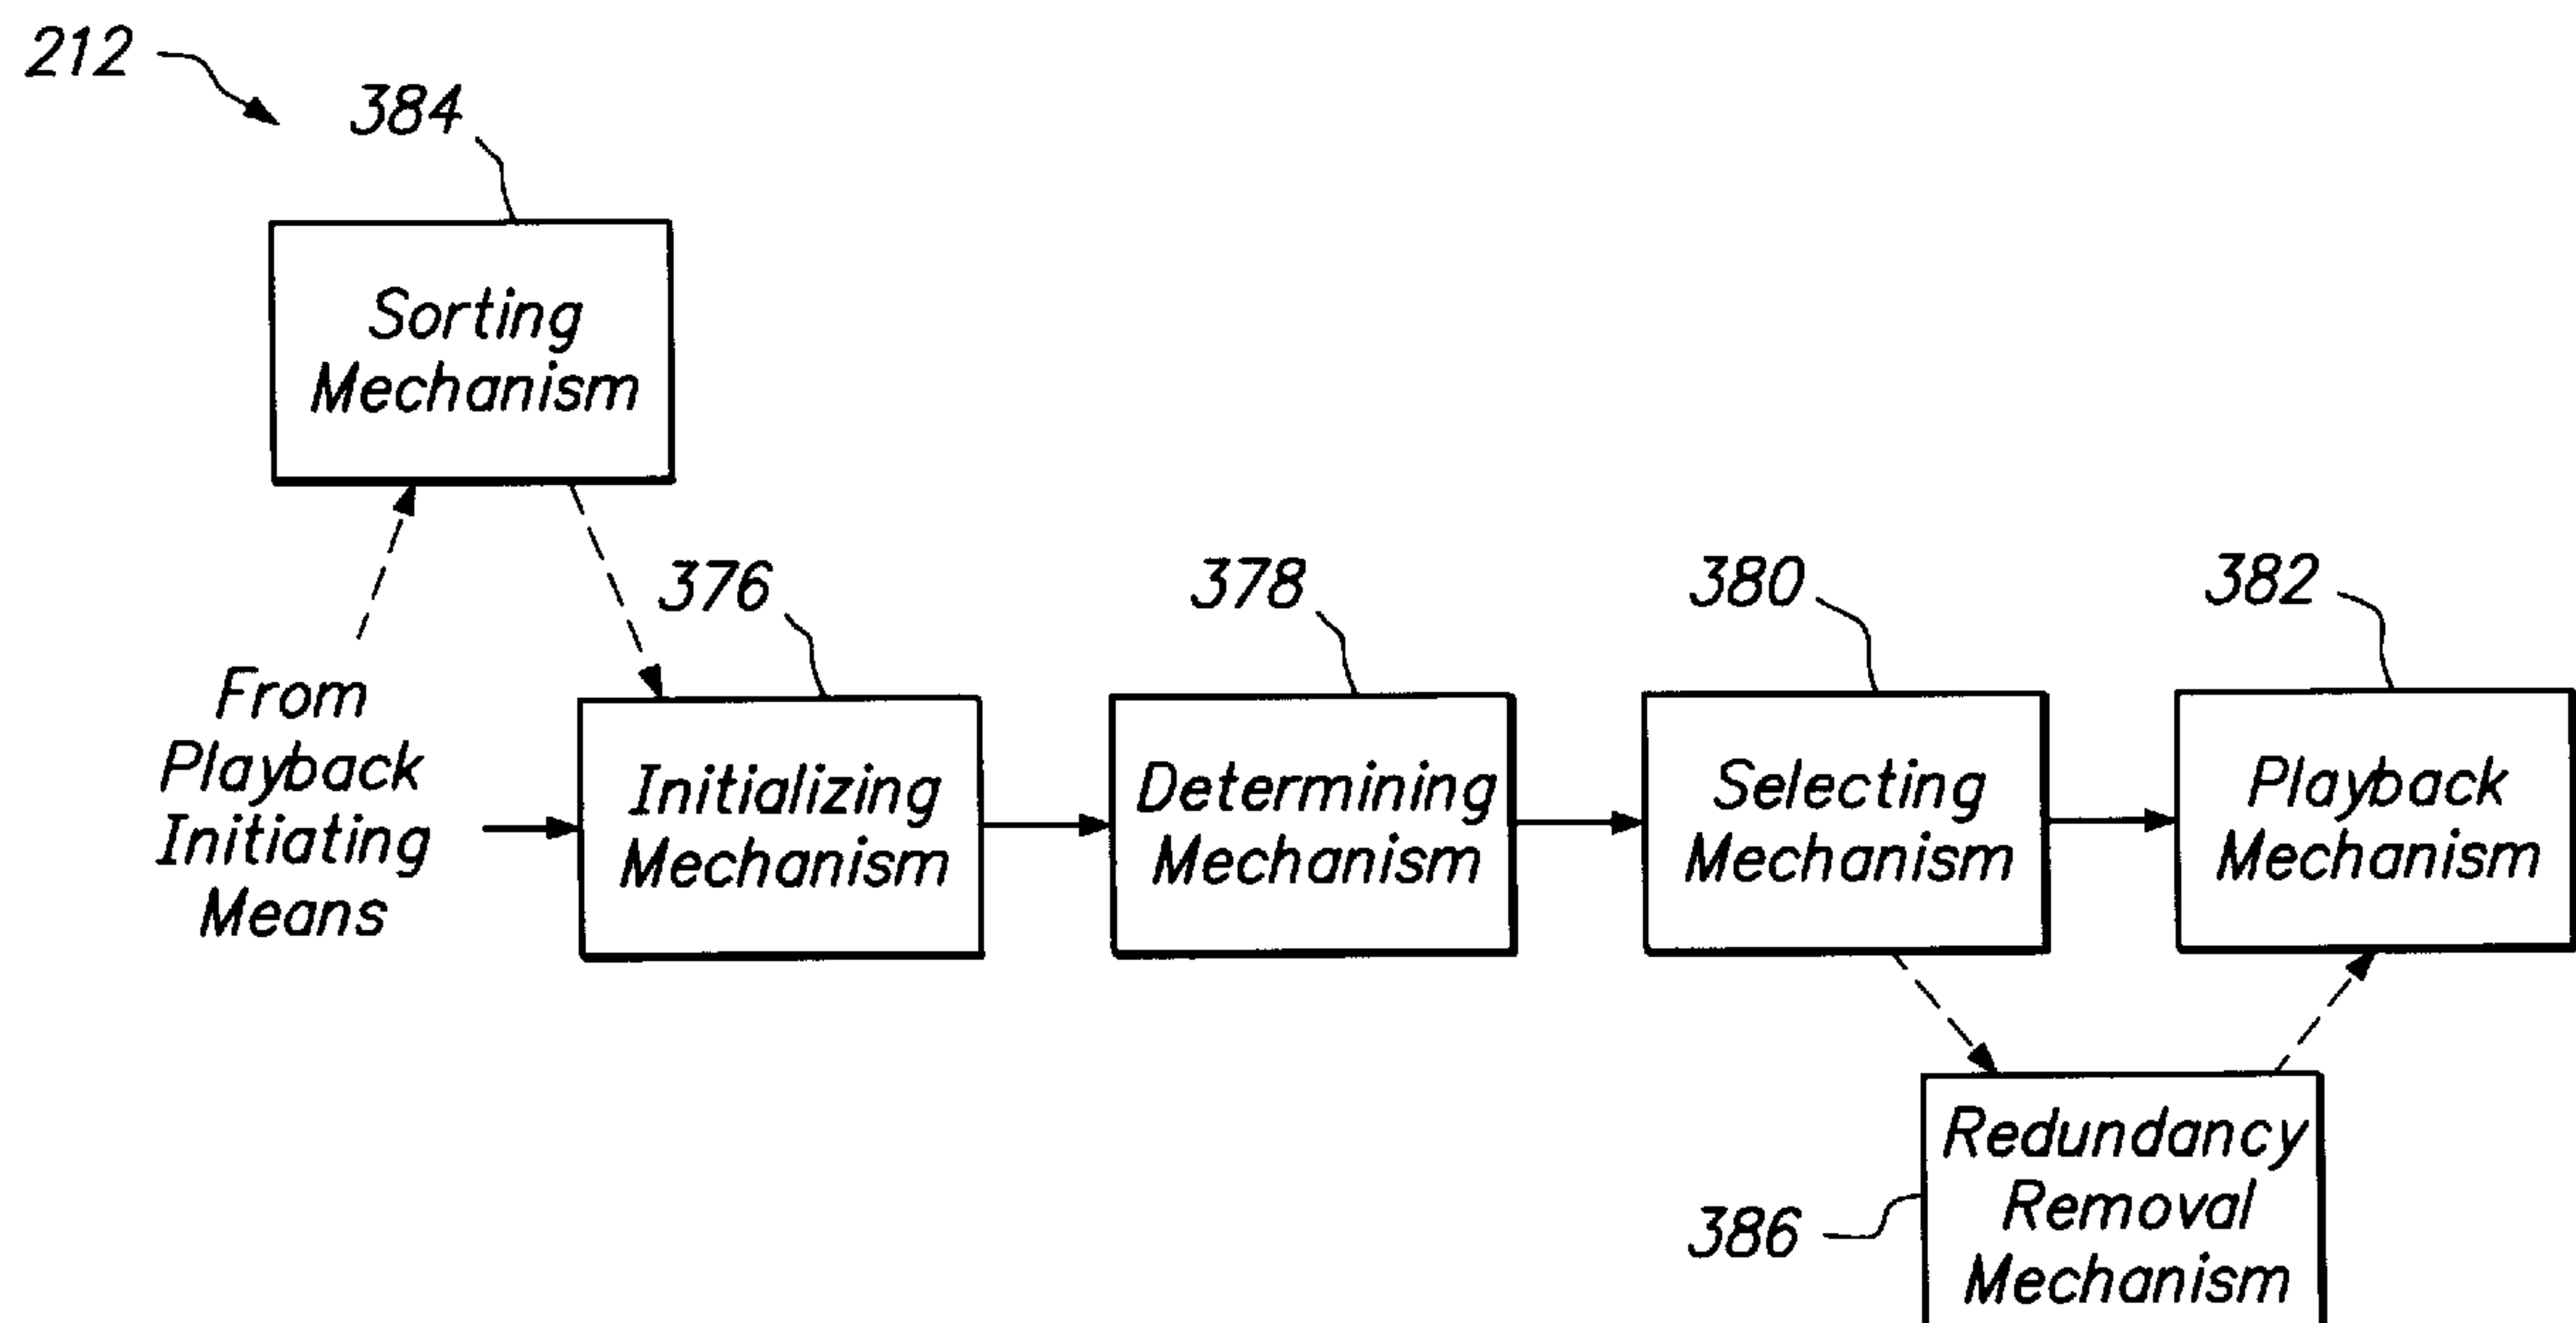 212
384
Sorting
Mechanism
376
378
380
382
From
Playback
Initiating
Means
Initializing
Mechanism
Determining
Mechanism
Selecting
Mechanism
Playback
Mechanism
386
Redundancy
Removal
Mechanism